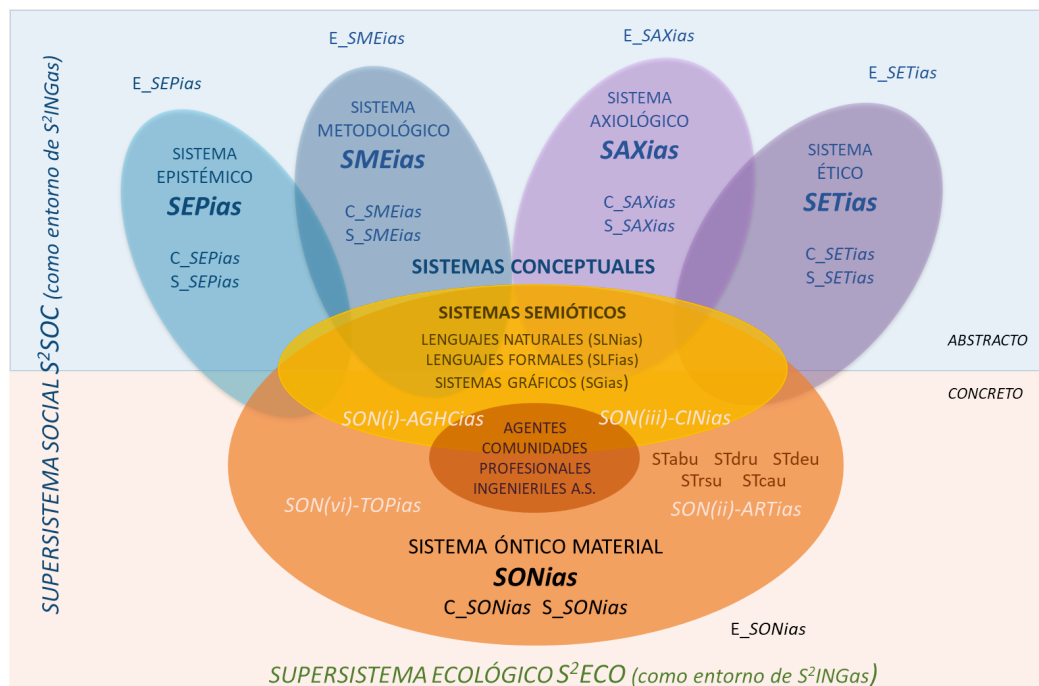 E_SMEias
E_SAXias
E_SEPias
E_SETias
SISTEMA
EPISTÉMICO
SEPias
C_SEPias
S_SEPias
SISTEMA
METODOLÓGICO
SMEias
C_SMEias
S_SMEias
SISTEMA
AXIOLÓGICO
SAXias
C_SAXias
S_SAXias
SISTEMA
ÉTICO
SETias
C_SETias
S_SETias
SISTEMAS CONCEPTUALES
SISTEMAS SEMIÓTICOS
LENGUAJES NATURALES (SLNias)
LENGUAJES FORMALES (SLFias)
SISTEMAS GRÁFICOS (SGias)
ABSTRACTO
CONCRETO
SON(i)-AGHCias
SON(iii)-CINias
AGENTES
COMUNIDADES
PROFESIONALES
INGENIERILES A.S.
STabu STdru STdeu
STrsu STcau
SON(vi)-TOPias
SON(ii)-ARTias
SISTEMA ÓNTICO MATERIAL
SONias
C_SONias S_SONias
E_SONias
SUPERSISTEMA SOCIAL S²SOC (como entorno de S²INGas)
SUPERSISTEMA ECOLÓGICO S²ECO (como entorno de S²INGas)